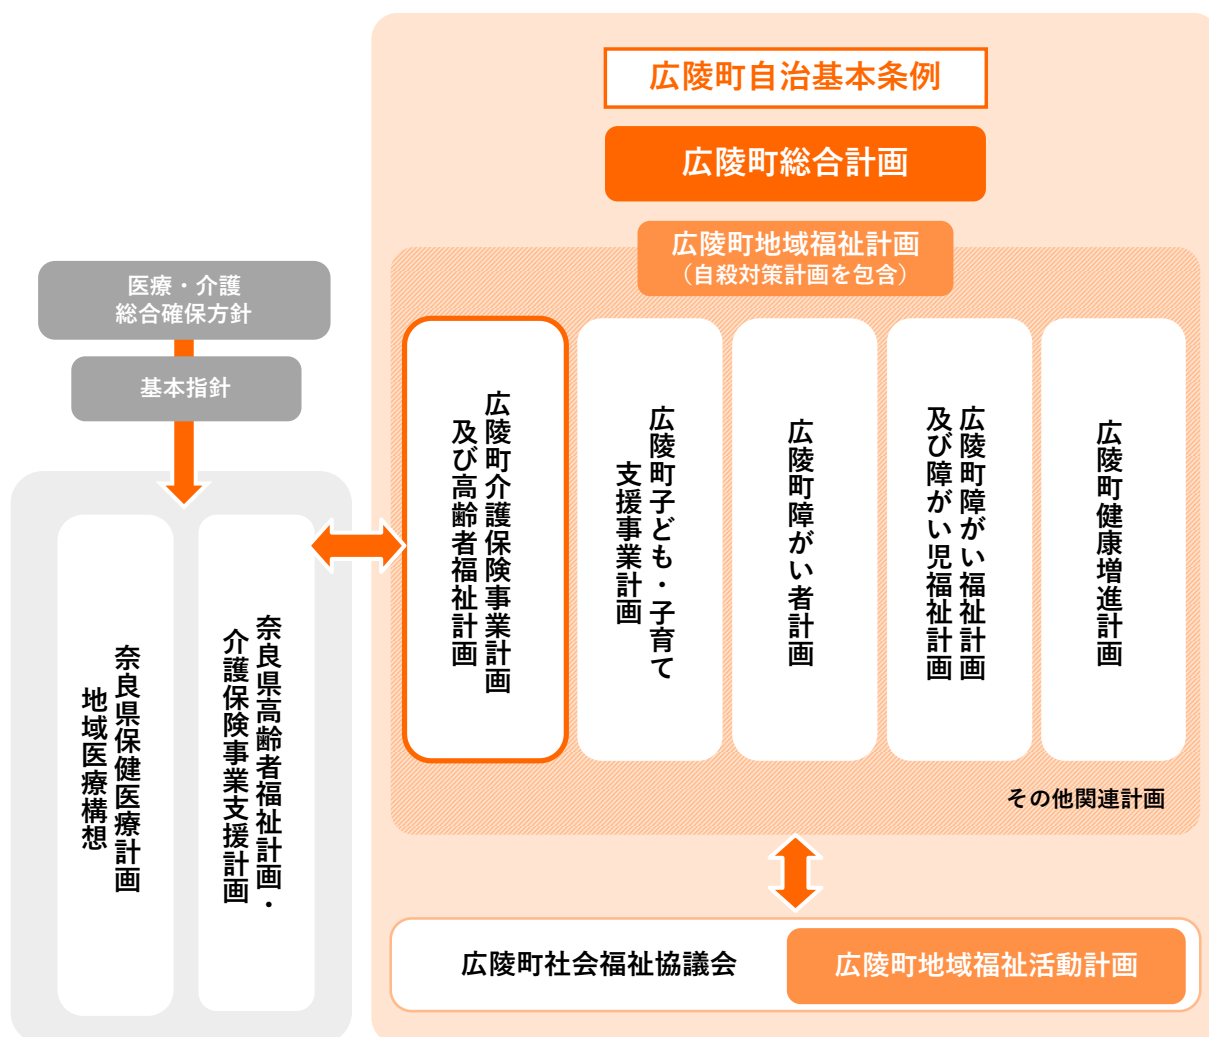 広陵町自治基本条例
広陵町総合計画
広陵町地域福祉計画
（自殺対策計画を包含）
医療・介護
総合確保方針
基本指針
奈良県保健医療計画
地域医療構想
奈良県高齢者福祉計画・
介護保険事業支援計画
広陵町介護保険事業計画
及び高齢者福祉計画
広陵町子ども・子育て
支援事業計画
広陵町障がい者計画
広陵町障がい福祉計画
及び障がい児福祉計画
広陵町健康増進計画
その他関連計画
広陵町社会福祉協議会
広陵町地域福祉活動計画